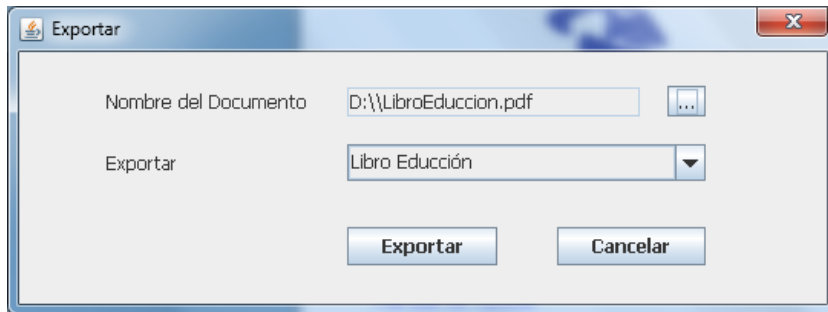 Exportar
Nombre del Documento D:\\LibroEduccion.pdf ...
Exportar Libro Educción
Exportar Cancelar